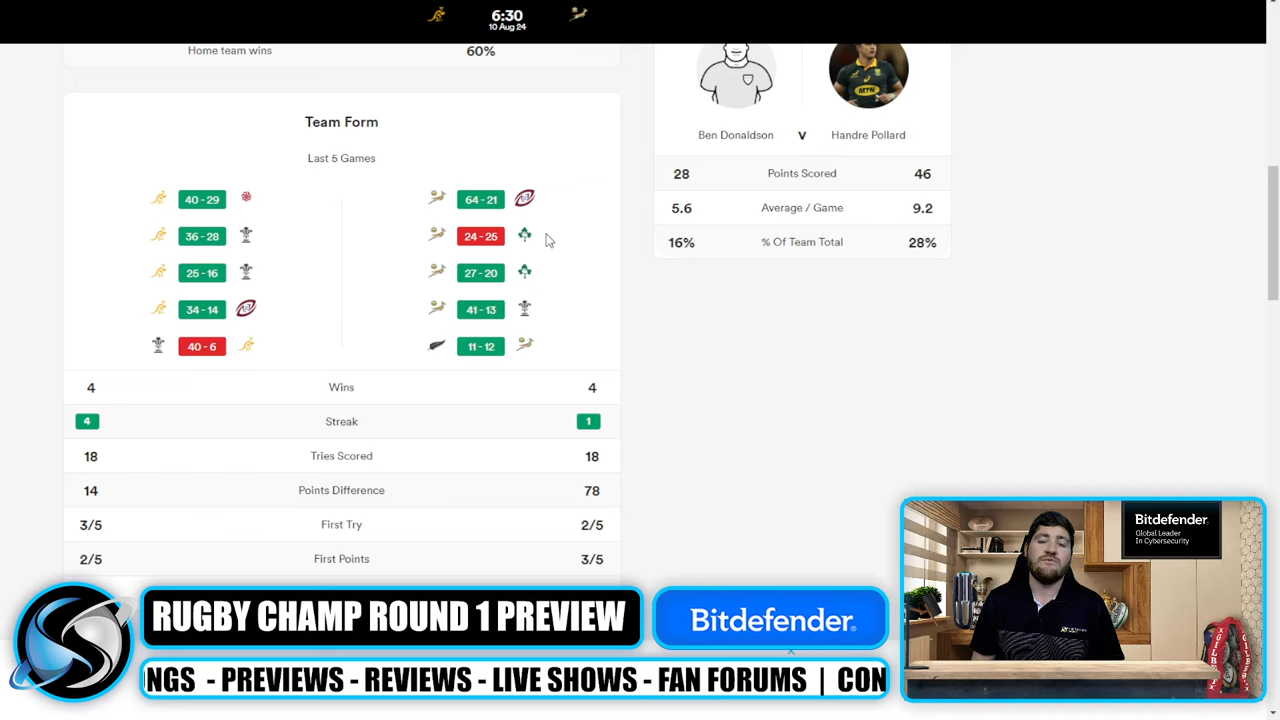 6:30
10 Aug 24
Home team wins 60%
Team Form
Last 5 Games
40 - 29
64 - 21
36 - 28
24 - 25
25 - 16
27 - 20
34 - 14
41 - 13
40 - 6
11 - 12
4 Wins 4
4 Streak 1
18 Tries Scored 18
14 Points Difference 78
3/5 First Try 2/5
2/5 First Points 3/5
MTN
Ben Donaldson V Handre Pollard
28 Points Scored 46
5.6 Average / Game 9.2
16% % Of Team Total 28%
Bitdefender
Global Leader
In Cybersecurity
RUGBY CHAMP ROUND 1 PREVIEW
Bitdefender
NGS - PREVIEWS - REVIEWS - LIVE SHOWS - FAN FORUMS | CON